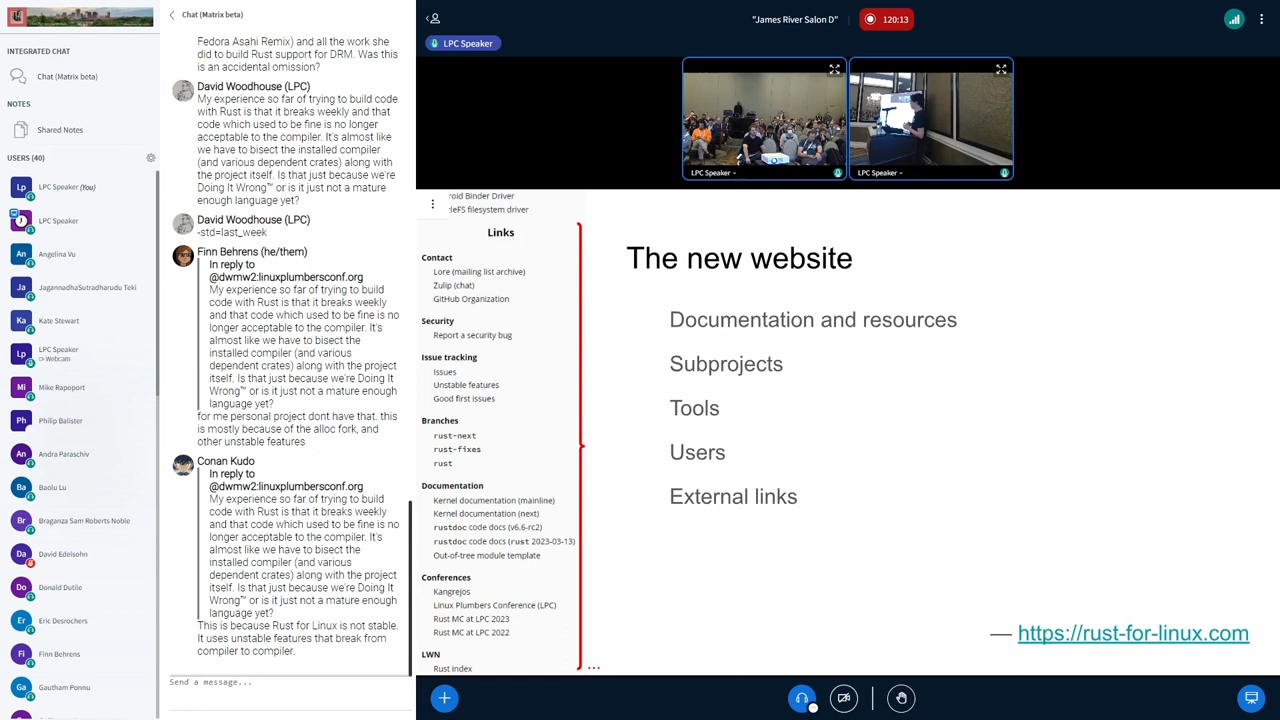 INTEGRATED CHAT
Chat (Matrix beta)
NOTES
Shared Notes
USERS (40)
Lp LPC Speaker (You)
LPC Speaker
An Angelina Vu
Ja JagannadhaSutradharudu Teki
Ka Kate Stewart
Lp LPC Speaker
Webcam
Mi Mike Rapoport
Ph Philip Balister
An Andra Paraschiv
Ba Baolu Lu
Br Braganza Sam Roberts Noble
Da David Edelsohn
Do Donald Dutile
Er Eric Desrochers
Fi Finn Behrens
Ga Gautham Ponnu
Chat (Matrix beta)
Fedora Asahi Remix) and all the work she
did to build Rust support for DRM. Was this
is an accidental omission?
David Woodhouse (LPC)
My experience so far of trying to build code
with Rust is that it breaks weekly and that
code which used to be fine is no longer
acceptable to the compiler. It's almost like
we have to bisect the installed compiler
(and various dependent crates) along with
the project itself. Is that just because we're
Doing It Wrong™ or is it just not a mature
enough language yet?
David Woodhouse (LPC)
-std=last_week
Finn Behrens (he/them)
In reply to
@dwmw2:linuxplumbersconf.org
My experience so far of trying to build
code with Rust is that it breaks weekly
and that code which used to be fine is no
longer acceptable to the compiler. It's
almost like we have to bisect the
installed compiler (and various
dependent crates) along with the project
itself. Is that just because we're Doing It
Wrong™ or is it just not a mature enough
language yet?
for me personal project dont have that. this
is mostly because of the alloc fork, and
other unstable features
Conan Kudo
In reply to
@dwmw2:linuxplumbersconf.org
My experience so far of trying to build
code with Rust is that it breaks weekly
and that code which used to be fine is no
longer acceptable to the compiler. It's
almost like we have to bisect the
installed compiler (and various
dependent crates) along with the project
itself. Is that just because we're Doing It
Wrong™ or is it just not a mature enough
language yet?
This is because Rust for Linux is not stable.
It uses unstable features that break from
compiler to compiler.
Send a message...
"James River Salon D"
120:13
LPC Speaker
LPC Speaker
LPC Speaker
roid Binder Driver
leFS filesystem driver
Links
Contact
Lore (mailing list archive)
Zulip (chat)
GitHub Organization
Security
Report a security bug
Issue tracking
Issues
Unstable features
Good first issues
Branches
rust-next
rust-fixes
rust
Documentation
Kernel documentation (mainline)
Kernel documentation (next)
rustdoc code docs (v6.6-rc2)
rustdoc code docs (rust 2023-03-13)
Out-of-tree module template
Conferences
Kangrejos
Linux Plumbers Conference (LPC)
Rust MC at LPC 2023
Rust MC at LPC 2022
LWN
Rust index
...
The new website
Documentation and resources
Subprojects
Tools
Users
External links
— https://rust-for-linux.com